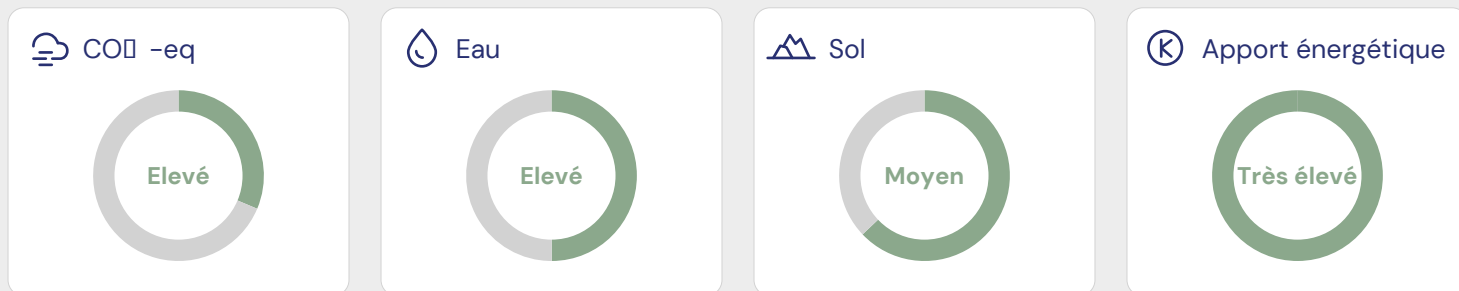 CO▯ -eq
Elevé
Eau
Elevé
Sol
Moyen
Apport énergétique
Très élevé